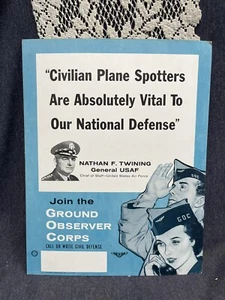 "Civilian Plane Spotters
Are Absolutely Vital To
Our National Defense"
NATHAN F. TWINING
General USAF
Chief of Staff-United States Air Force
Join the
GROUND
OBSERVER
CORPS
CALL OR WRITE CIVIL DEFENSE
GOC